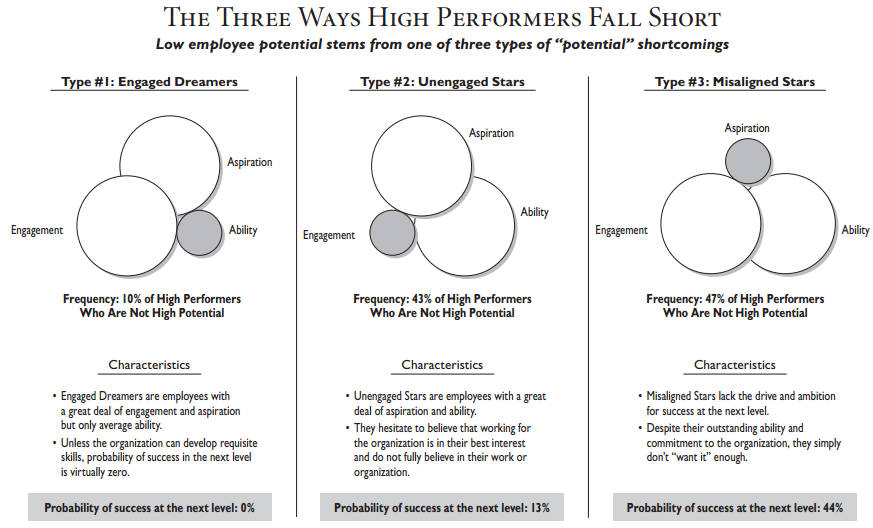 The Three Ways High Performers Fall Short
Low employee potential stems from one of three types of “potential” shortcomings
Type #1: Engaged Dreamers
Aspiration
Engagement
Ability
Frequency: 10% of High Performers
Who Are Not High Potential
Characteristics
• Engaged Dreamers are employees with
a great deal of engagement and aspiration
but only average ability.
• Unless the organization can develop requisite
skills, probability of success in the next level
is virtually zero.
Probability of success at the next level: 0%
Type #2: Unengaged Stars
Aspiration
Ability
Engagement
Frequency: 43% of High Performers
Who Are Not High Potential
Characteristics
• Unengaged Stars are employees with a great
deal of aspiration and ability.
• They hesitate to believe that working for
the organization is in their best interest
and do not fully believe in their work or
organization.
Probability of success at the next level: 13%
Type #3: Misaligned Stars
Aspiration
Engagement
Ability
Frequency: 47% of High Performers
Who Are Not High Potential
Characteristics
• Misaligned Stars lack the drive and ambition
for success at the next level.
• Despite their outstanding ability and
commitment to the organization, they simply
don’t “want it” enough.
Probability of success at the next level: 44%